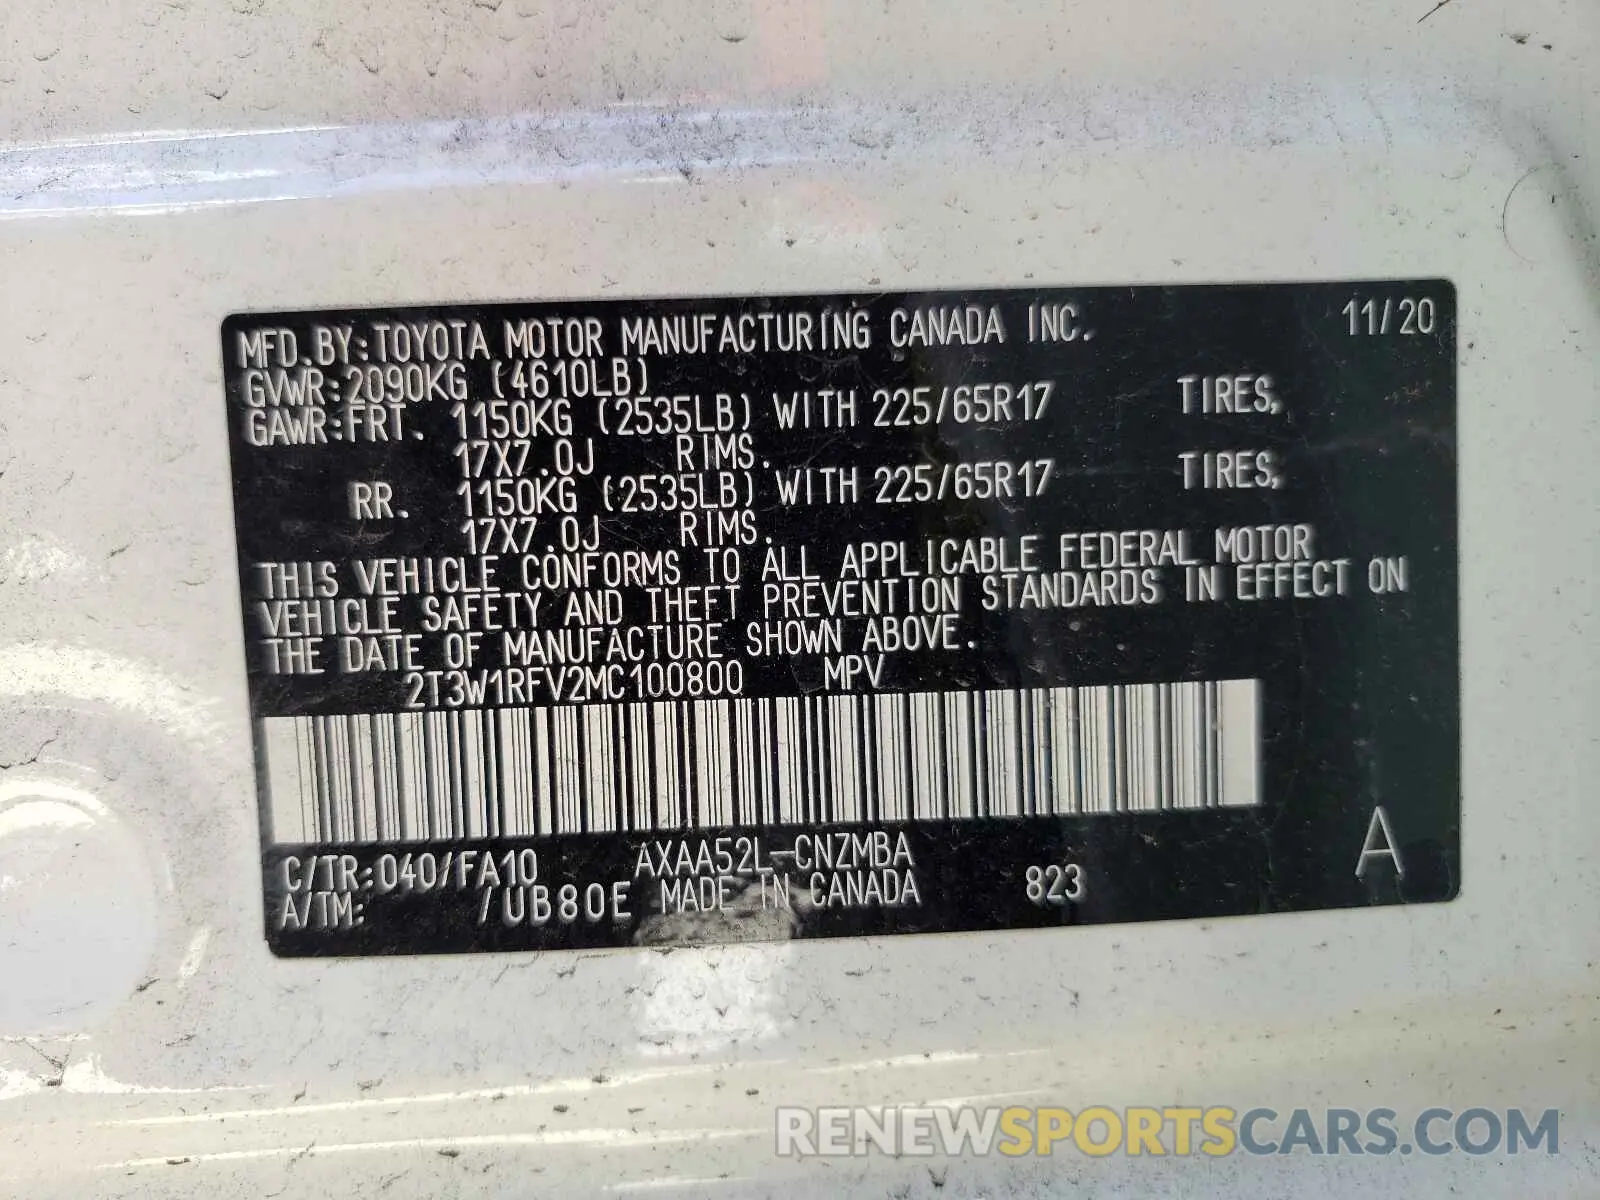 MFD.BY:TOYOTA MOTOR MANUFACTURING CANADA INC. 11/20
GVWR:2090KG (4610LB)
GAWR:FRT. 1150KG (2535LB) WITH 225/65R17 TIRES,
17X7.0J RIMS.
RR. 1150KG (2535LB) WITH 225/65R17 TIRES,
17X7.0J RIMS.
THIS VEHICLE CONFORMS TO ALL APPLICABLE FEDERAL MOTOR
VEHICLE SAFETY AND THEFT PREVENTION STANDARDS IN EFFECT ON
THE DATE OF MANUFACTURE SHOWN ABOVE.
2T3W1RFV2MC100800 MPV
C/TR:040/FA10 AXAA52L-CNZMBA A
A/TM: /UB80E MADE IN CANADA 823
RENEWSPORTSCARS.COM